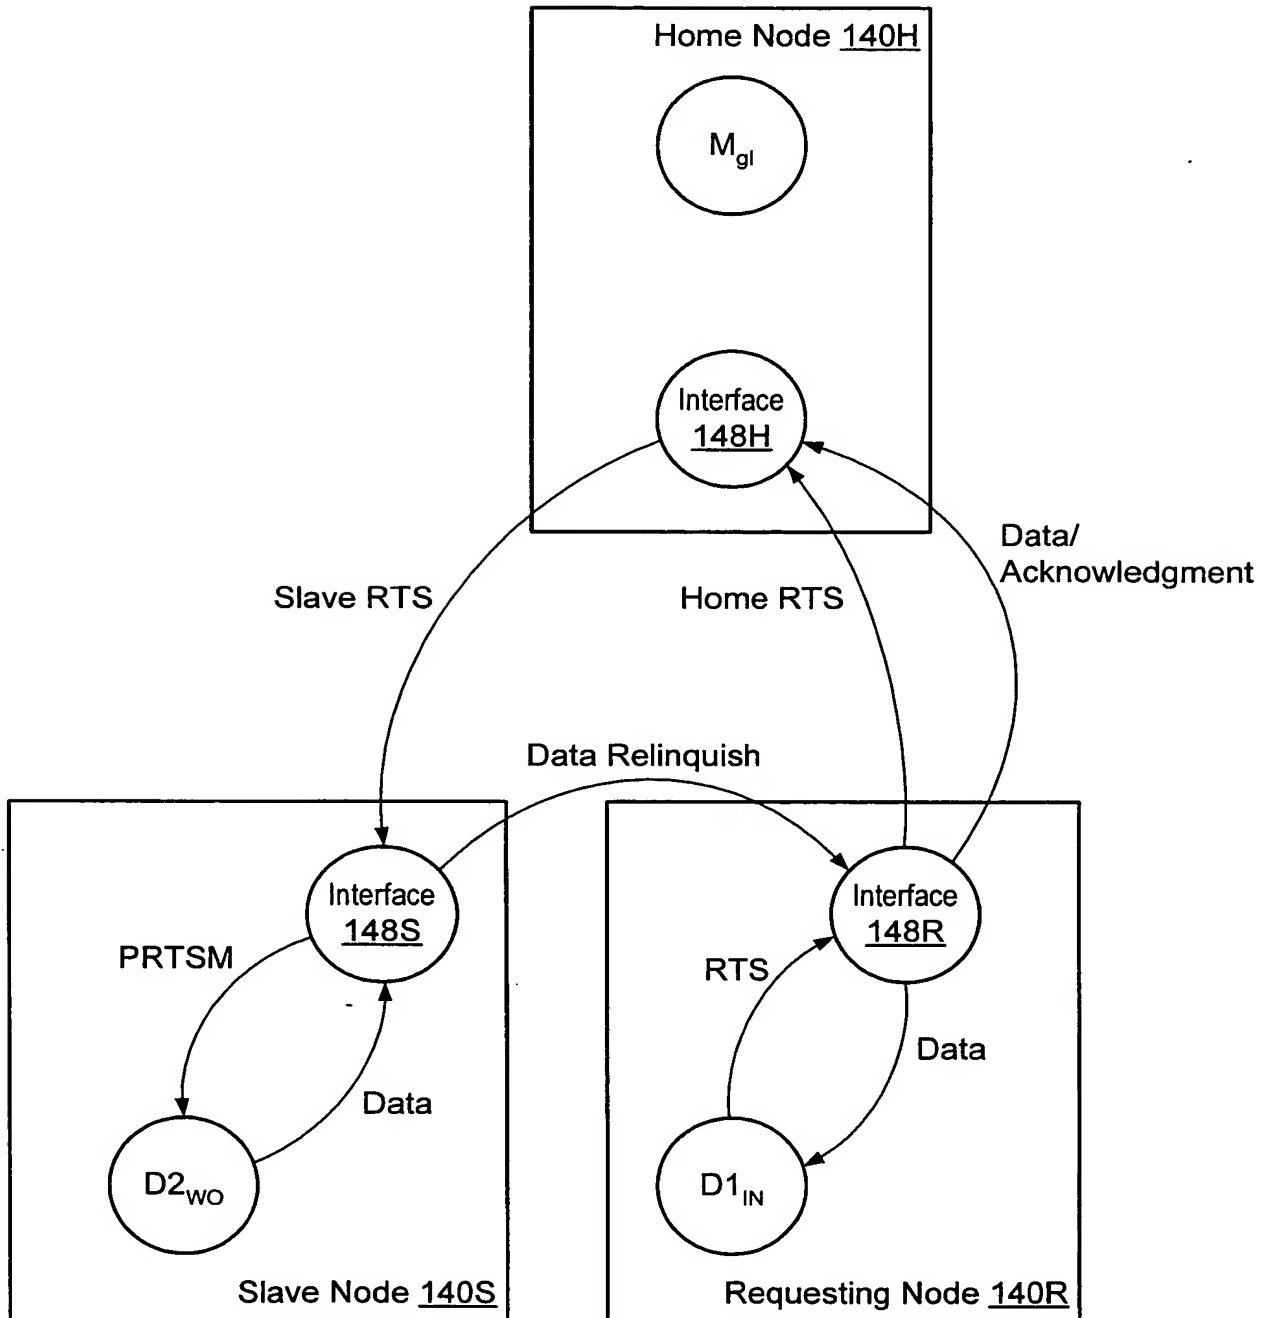 Home Node 140H
M_gl
Interface
148H
Data/
Acknowledgment
Slave RTS
Home RTS
Data Relinquish
Interface
148S
Interface
148R
PRTSM
RTS
Data
Data
D2_WO
D1_IN
Slave Node 140S
Requesting Node 140R